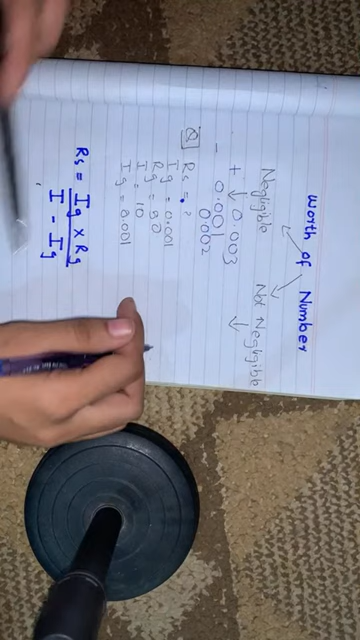 Worth of Number
Negligible
Not Negligible
+ ↓ 0.003 ↓
- 0.001
0.002
Q Rs = ?
Ig = 0.001
Rg = 50
I = 10
Ig = 0.001
Rs = Ig × Rg
I - Ig